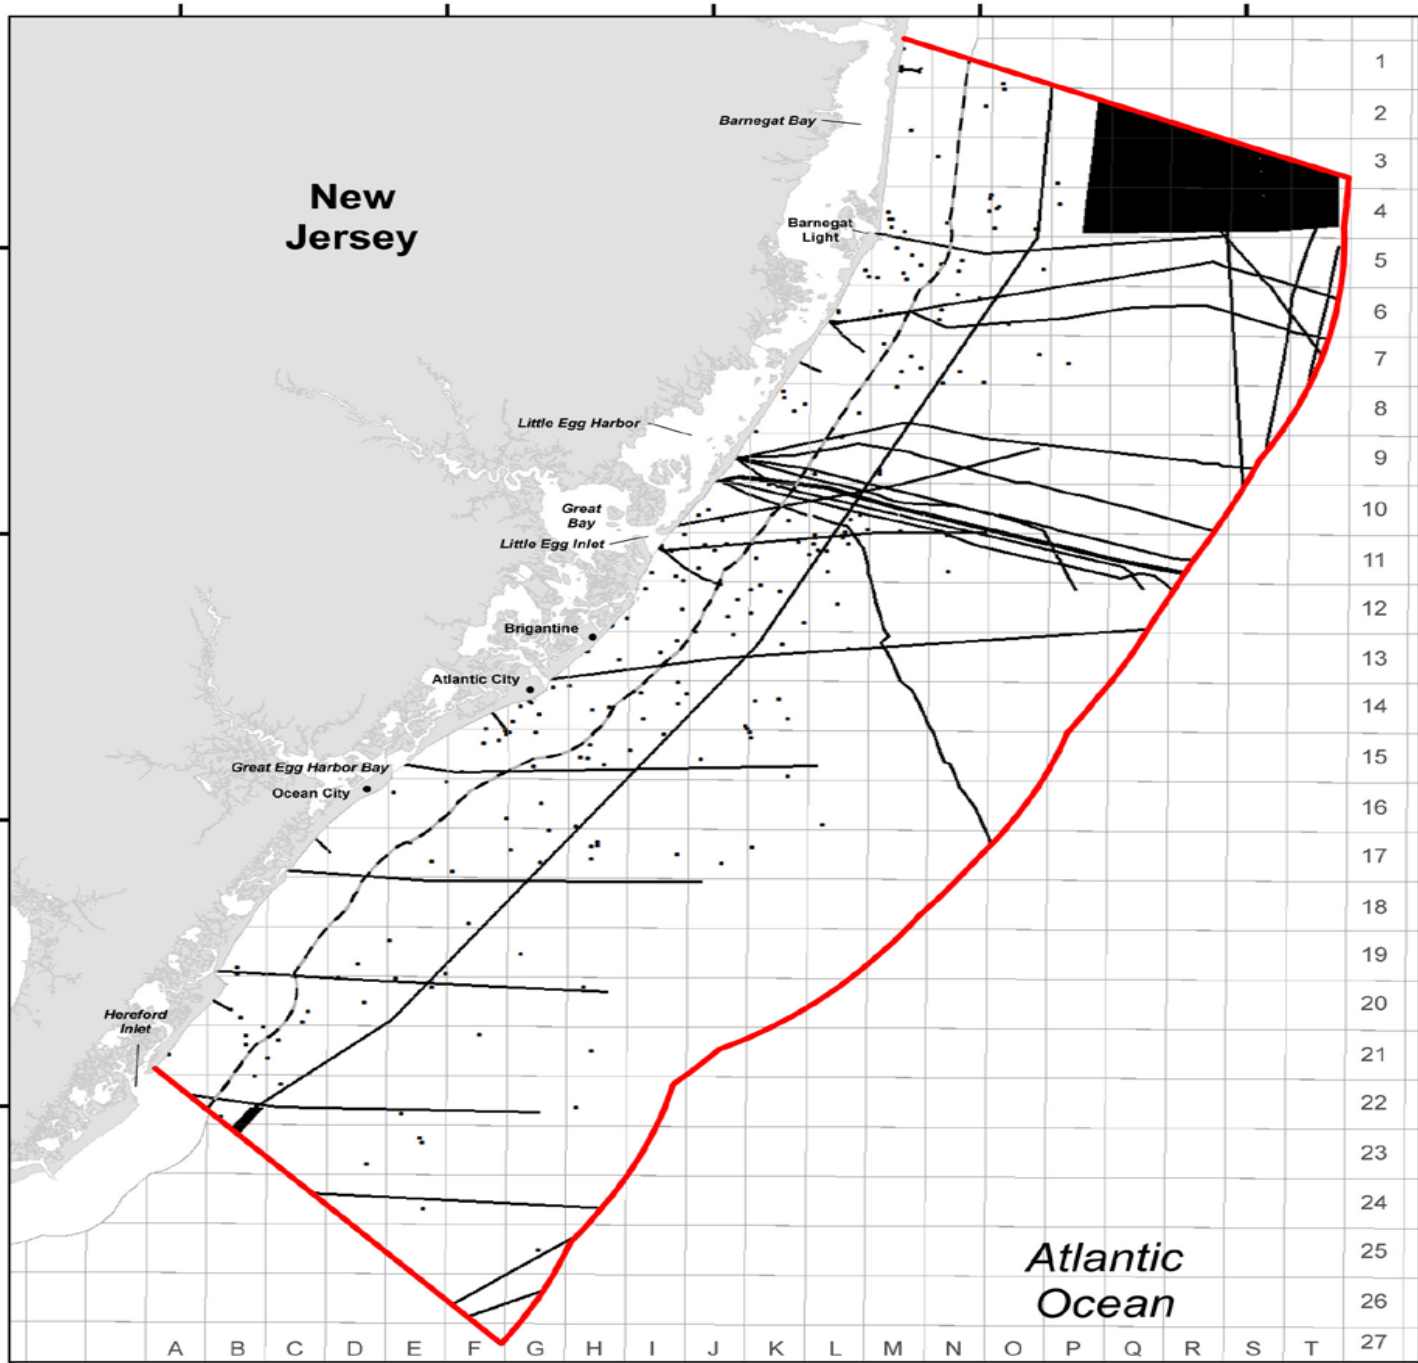 New
Jersey
Barnegat Bay
Barnegat
Light
Little Egg Harbor
Great
Bay
Little Egg Inlet
Brigantine
Atlantic City
Great Egg Harbor Bay
Ocean City
Hereford
Inlet
Atlantic
Ocean
1
2
3
4
5
6
7
8
9
10
11
12
13
14
15
16
17
18
19
20
21
22
23
24
25
26
27
A B C D E F G H I J K L M N O P Q R S T